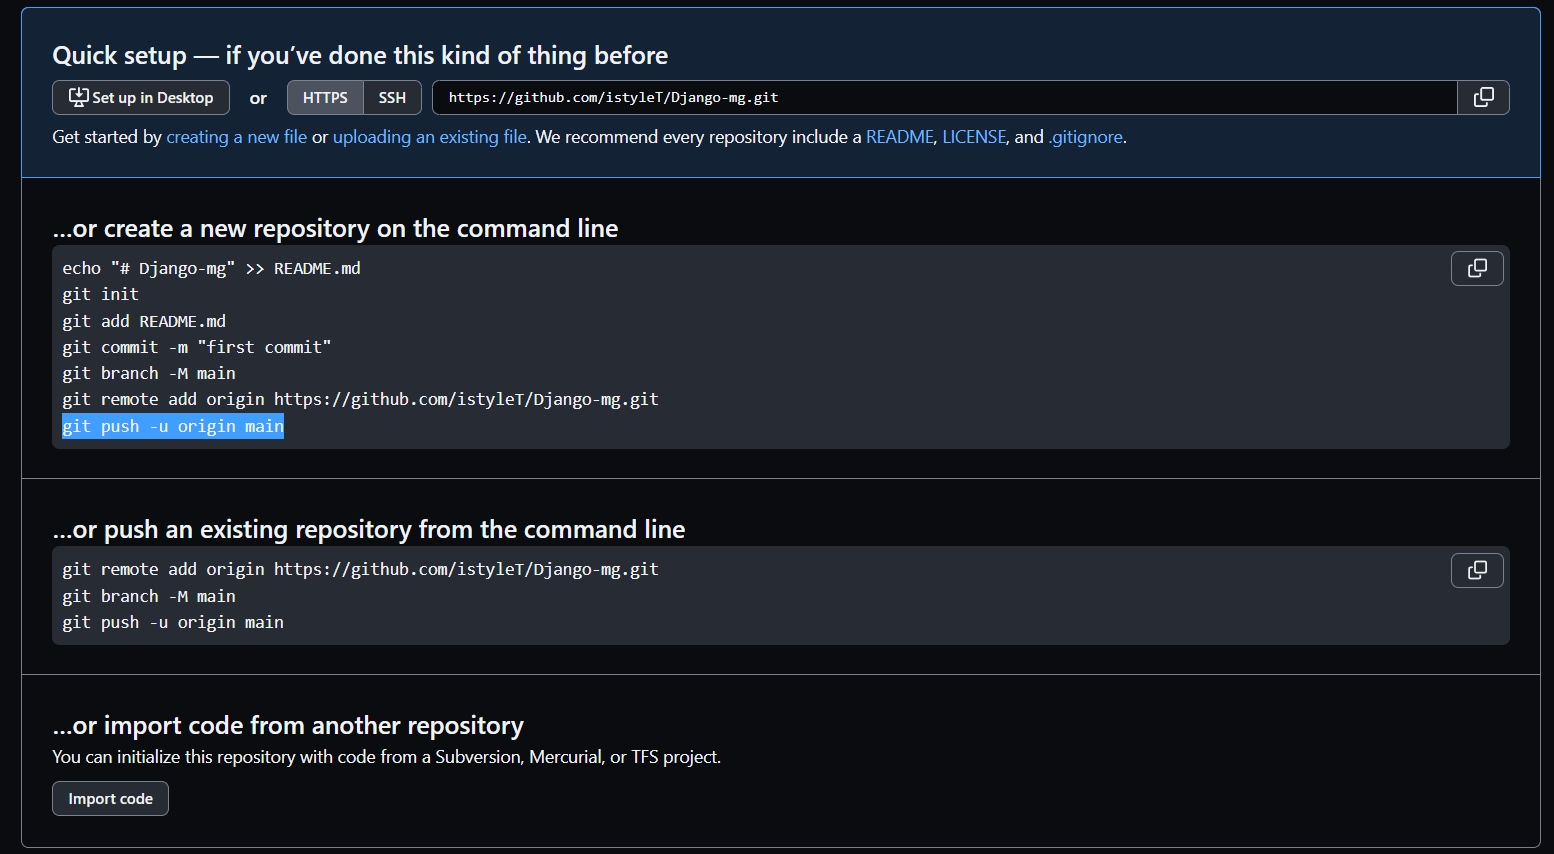 Quick setup — if you’ve done this kind of thing before
Set up in Desktop or HTTPS SSH https://github.com/istyleT/Django-mg.git
Get started by creating a new file or uploading an existing file. We recommend every repository include a README, LICENSE, and .gitignore.
...or create a new repository on the command line
echo "# Django-mg" >> README.md
git init
git add README.md
git commit -m "first commit"
git branch -M main
git remote add origin https://github.com/istyleT/Django-mg.git
git push -u origin main
...or push an existing repository from the command line
git remote add origin https://github.com/istyleT/Django-mg.git
git branch -M main
git push -u origin main
...or import code from another repository
You can initialize this repository with code from a Subversion, Mercurial, or TFS project.
Import code